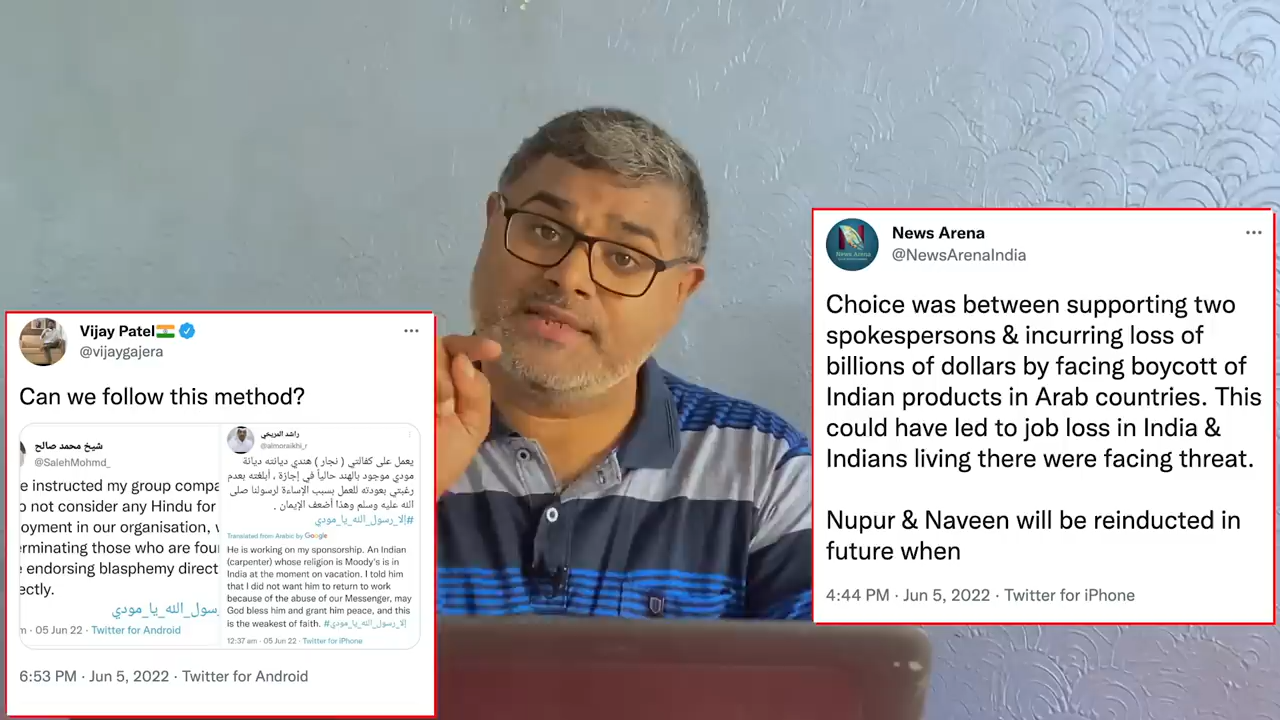 Vijay Patel
@vijaygajera
Can we follow this method?
شيخ محمد صالح
@SalehMohmd_
e instructed my group compa
o not consider any Hindu for
oyment in our organisation,
rminating those who are four
e endorsing blasphemy direct
ectly.
رسول_الله_يا_مودي
05 Jun 22 · Twitter for Android
راشد المريخي
@almoraikhi_r
يعمل على كفالتي ( نجار ) هندي ديانته ديانة
مودي موجود بالهند حالياً في إجازة ، أبلغته بعدم
رغبتي بعودته للعمل بسبب الإساءة لرسولنا صلى
الله عليه وسلم وهذا أضعف الإيمان .
#إلا_رسول_الله_يا_مودي
Translated from Arabic by Google
He is working on my sponsorship. An Indian
(carpenter) whose religion is Moody's is in
India at the moment on vacation. I told him
that I did not want him to return to work
because of the abuse of our Messenger, may
God bless him and grant him peace, and this
is the weakest of faith. #إلا_رسول_الله_يا_مودي
12:37 am · 05 Jun 22 · Twitter for iPhone
6:53 PM · Jun 5, 2022 · Twitter for Android
News Arena
News Arena
@NewsArenaIndia
Choice was between supporting two
spokespersons & incurring loss of
billions of dollars by facing boycott of
Indian products in Arab countries. This
could have led to job loss in India &
Indians living there were facing threat.
Nupur & Naveen will be reinducted in
future when
4:44 PM · Jun 5, 2022 · Twitter for iPhone